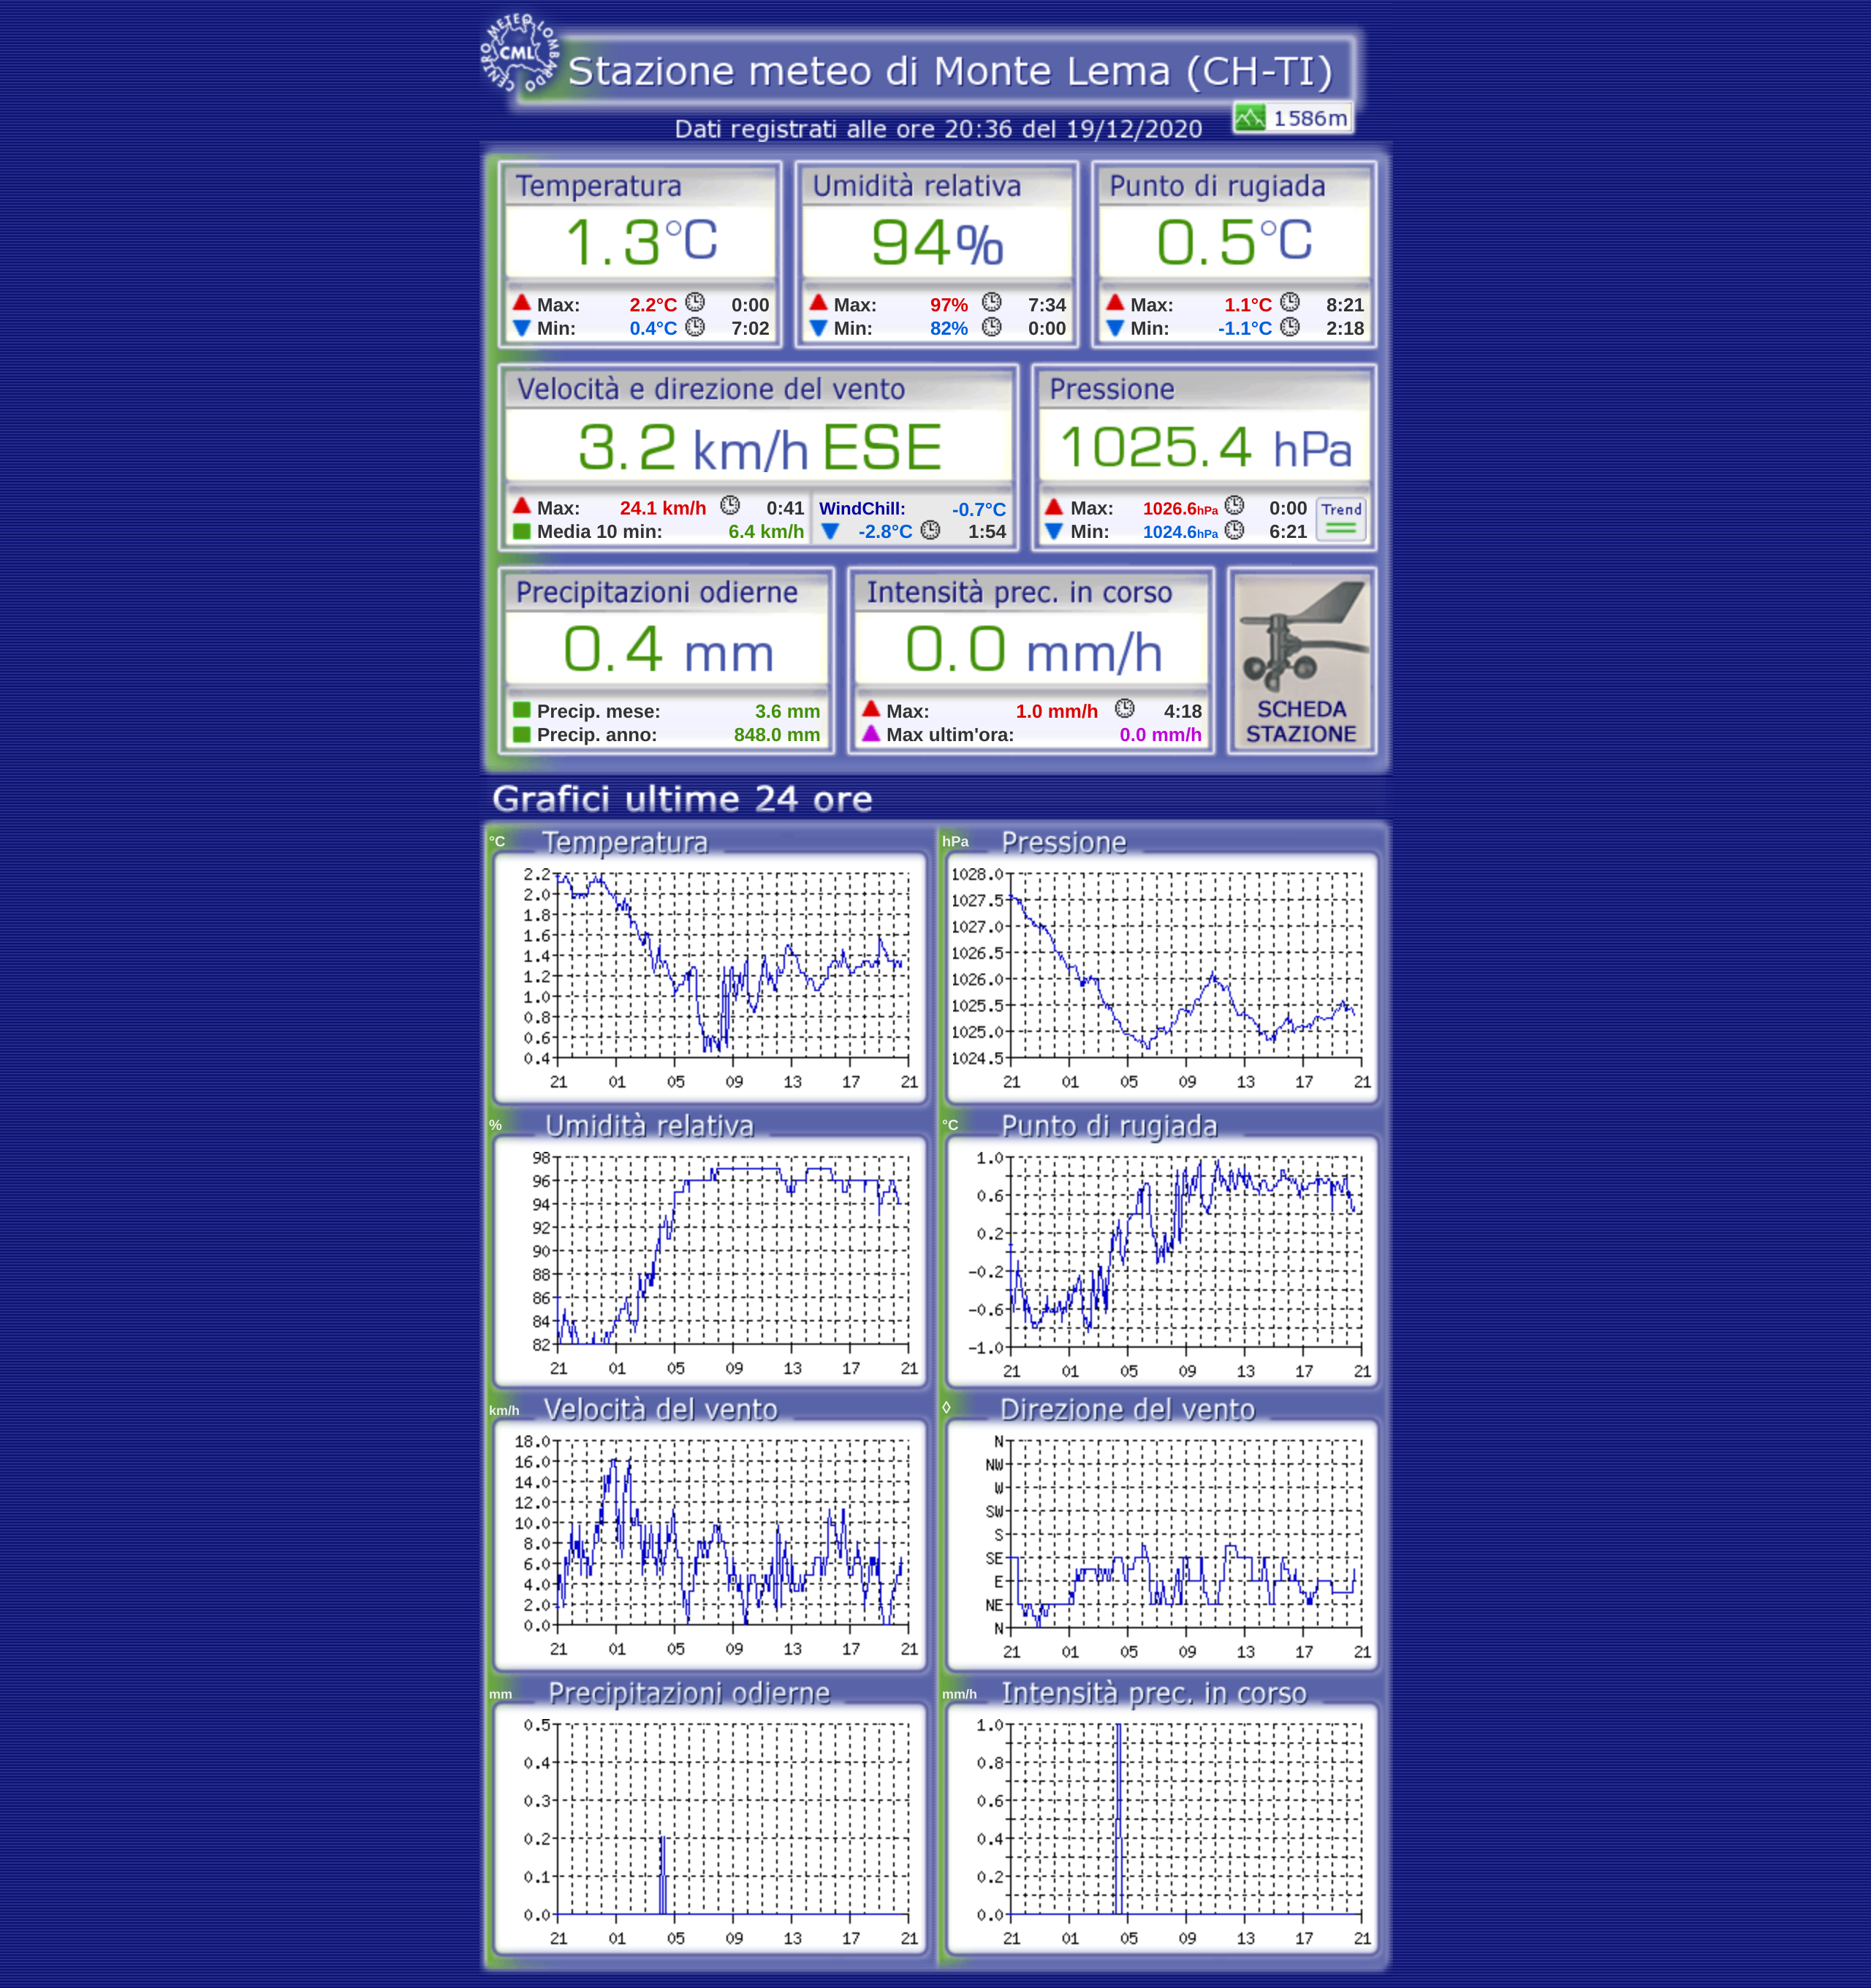 CENTRO METEO LOMBARDO
CML
Stazione meteo di Monte Lema (CH-TI)
1586m
Dati registrati alle ore 20:36 del 19/12/2020
Temperatura
1.3°C
Max: 2.2°C 0:00
Min: 0.4°C 7:02
Umidità relativa
94%
Max: 97% 7:34
Min: 82% 0:00
Punto di rugiada
0.5°C
Max: 1.1°C 8:21
Min: -1.1°C 2:18
Velocità e direzione del vento
3.2 km/h ESE
Max: 24.1 km/h 0:41
Media 10 min: 6.4 km/h
WindChill: -0.7°C
-2.8°C 1:54
Pressione
1025.4 hPa
Max: 1026.6hPa 0:00
Min: 1024.6hPa 6:21
Trend
Precipitazioni odierne
0.4 mm
Precip. mese: 3.6 mm
Precip. anno: 848.0 mm
Intensità prec. in corso
0.0 mm/h
Max: 1.0 mm/h 4:18
Max ultim'ora: 0.0 mm/h
SCHEDA
STAZIONE
Grafici ultime 24 ore
°C Temperatura
2.2
2.0
1.8
1.6
1.4
1.2
1.0
0.8
0.6
0.4
21 01 05 09 13 17 21
hPa Pressione
1028.0
1027.5
1027.0
1026.5
1026.0
1025.5
1025.0
1024.5
21 01 05 09 13 17 21
% Umidità relativa
98
96
94
92
90
88
86
84
82
21 01 05 09 13 17 21
°C Punto di rugiada
1.0
0.6
0.2
-0.2
-0.6
-1.0
21 01 05 09 13 17 21
km/h Velocità del vento
18.0
16.0
14.0
12.0
10.0
8.0
6.0
4.0
2.0
0.0
21 01 05 09 13 17 21
◊ Direzione del vento
N
NW
W
SW
S
SE
E
NE
N
21 01 05 09 13 17 21
mm Precipitazioni odierne
0.5
0.4
0.3
0.2
0.1
0.0
21 01 05 09 13 17 21
mm/h Intensità prec. in corso
1.0
0.8
0.6
0.4
0.2
0.0
21 01 05 09 13 17 21